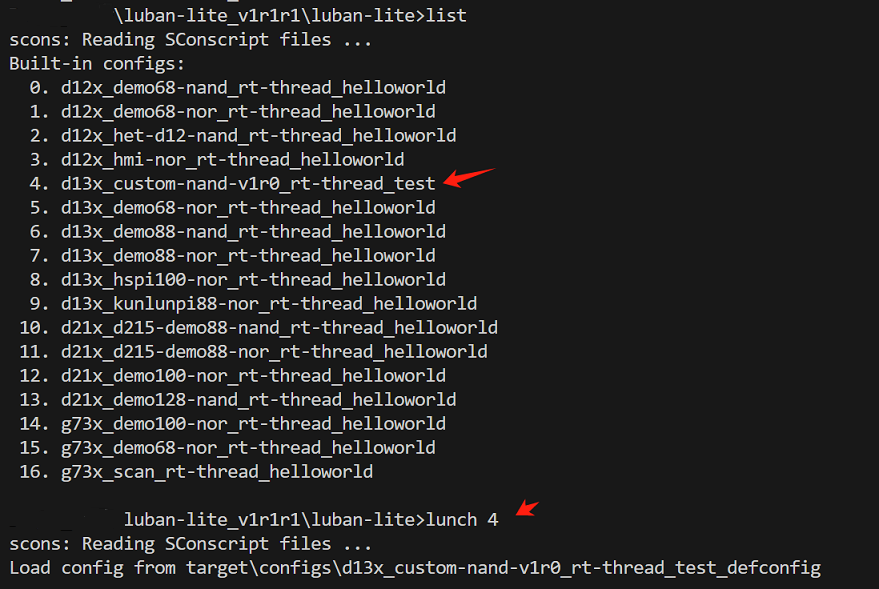 \luban-lite_v1r1r1\luban-lite>list
scons: Reading SConscript files ...
Built-in configs:
0. d12x_demo68-nand_rt-thread_helloworld
1. d12x_demo68-nor_rt-thread_helloworld
2. d12x_het-d12-nand_rt-thread_helloworld
3. d12x_hmi-nor_rt-thread_helloworld
4. d13x_custom-nand-v1r0_rt-thread_test
5. d13x_demo68-nor_rt-thread_helloworld
6. d13x_demo88-nand_rt-thread_helloworld
7. d13x_demo88-nor_rt-thread_helloworld
8. d13x_hspi100-nor_rt-thread_helloworld
9. d13x_kunlunpi88-nor_rt-thread_helloworld
10. d21x_d215-demo88-nand_rt-thread_helloworld
11. d21x_d215-demo88-nor_rt-thread_helloworld
12. d21x_demo100-nor_rt-thread_helloworld
13. d21x_demo128-nand_rt-thread_helloworld
14. g73x_demo100-nor_rt-thread_helloworld
15. g73x_demo68-nor_rt-thread_helloworld
16. g73x_scan_rt-thread_helloworld
luban-lite_v1r1r1\luban-lite>lunch 4
scons: Reading SConscript files ...
Load config from target\configs\d13x_custom-nand-v1r0_rt-thread_test_defconfig